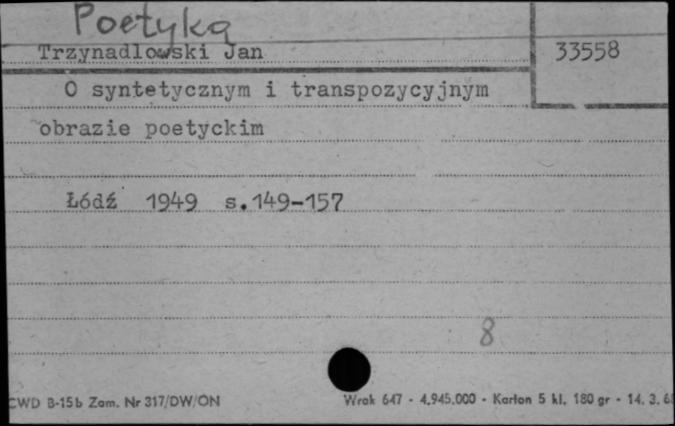 Poetyka
Trzynadlowski Jan 33558
O syntetycznym i transpozycyjnym
obrazie poetyckim
Łódź 1949 s.149-157
8
CWD B-15b Zam. Nr 317/DW/ON Wrak 647 - 4.945.000 - Karton 5 kl. 180 gr - 14. 3.